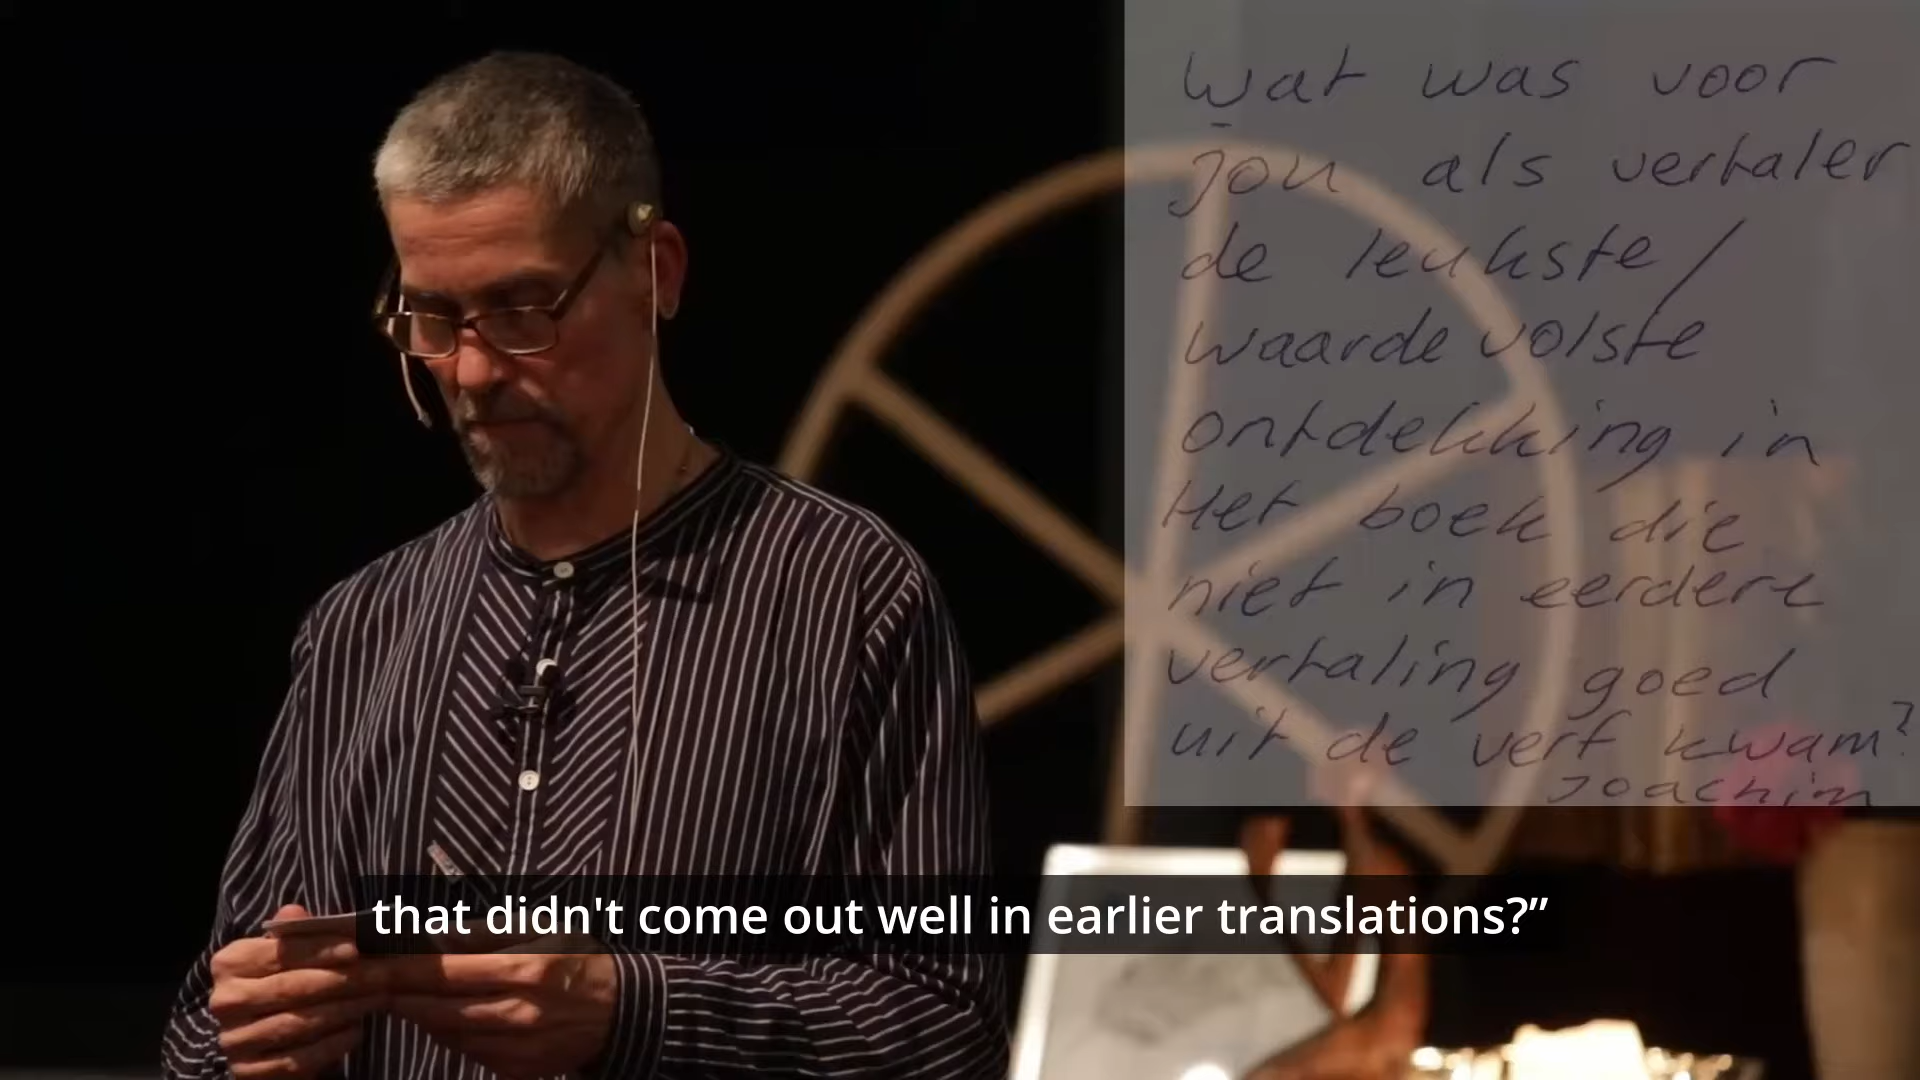 Wat was voor
jou als vertaler
de leukste/
waardevolste
ontdekking in
Het boek die
niet in eerdere
vertaling goed
uit de verf kwam?
Joachim
that didn't come out well in earlier translations?”